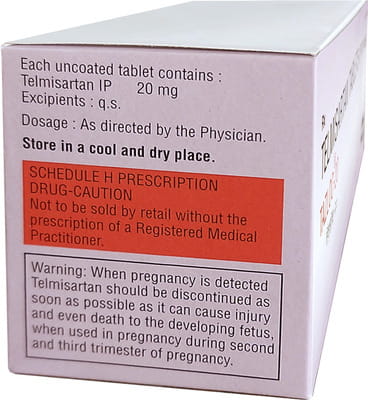 Each uncoated tablet contains :
Telmisartan IP 20 mg
Excipients : q.s.
Dosage : As directed by the Physician.
Store in a cool and dry place.
SCHEDULE H PRESCRIPTION
DRUG-CAUTION
Not to be sold by retail without the
prescription of a Registered Medical
Practitioner.
Warning: When pregnancy is detected
Telmisartan should be discontinued as
soon as possible as it can cause injury
and even death to the developing fetus,
when used in pregnancy during second
and third trimester of pregnancy.